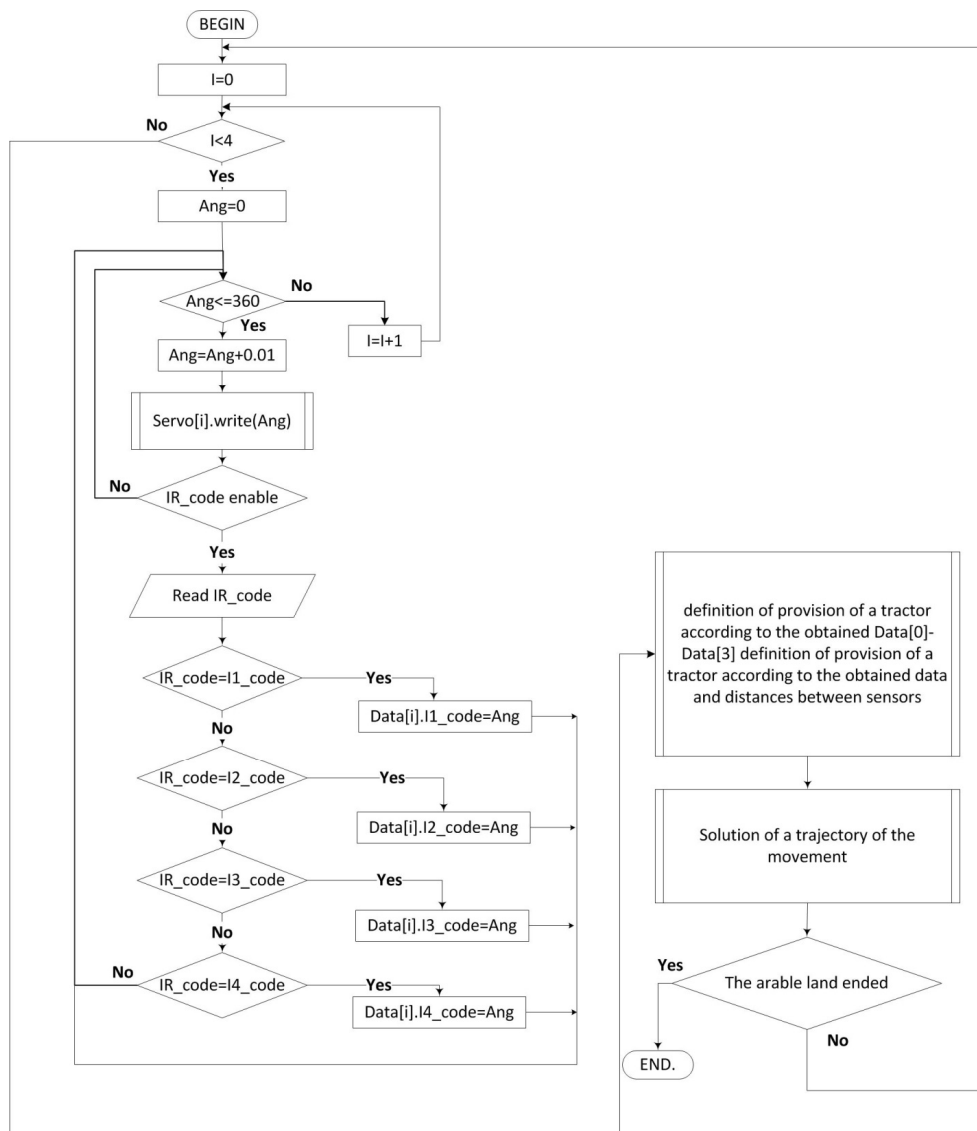 BEGIN
I=0
No
I<4
Yes
Ang=0
Ang<=360
No
Yes
I=I+1
Ang=Ang+0.01
Servo[i].write(Ang)
No
IR_code enable
Yes
Read IR_code
IR_code=I1_code
Yes
Data[i].I1_code=Ang
No
IR_code=I2_code
Yes
Data[i].I2_code=Ang
No
IR_code=I3_code
Yes
Data[i].I3_code=Ang
No
No
IR_code=I4_code
Yes
Data[i].I4_code=Ang
definition of provision of a tractor
according to the obtained Data[0]-
Data[3] definition of provision of a
tractor according to the obtained data
and distances between sensors
Solution of a trajectory of the
movement
Yes
The arable land ended
No
END.